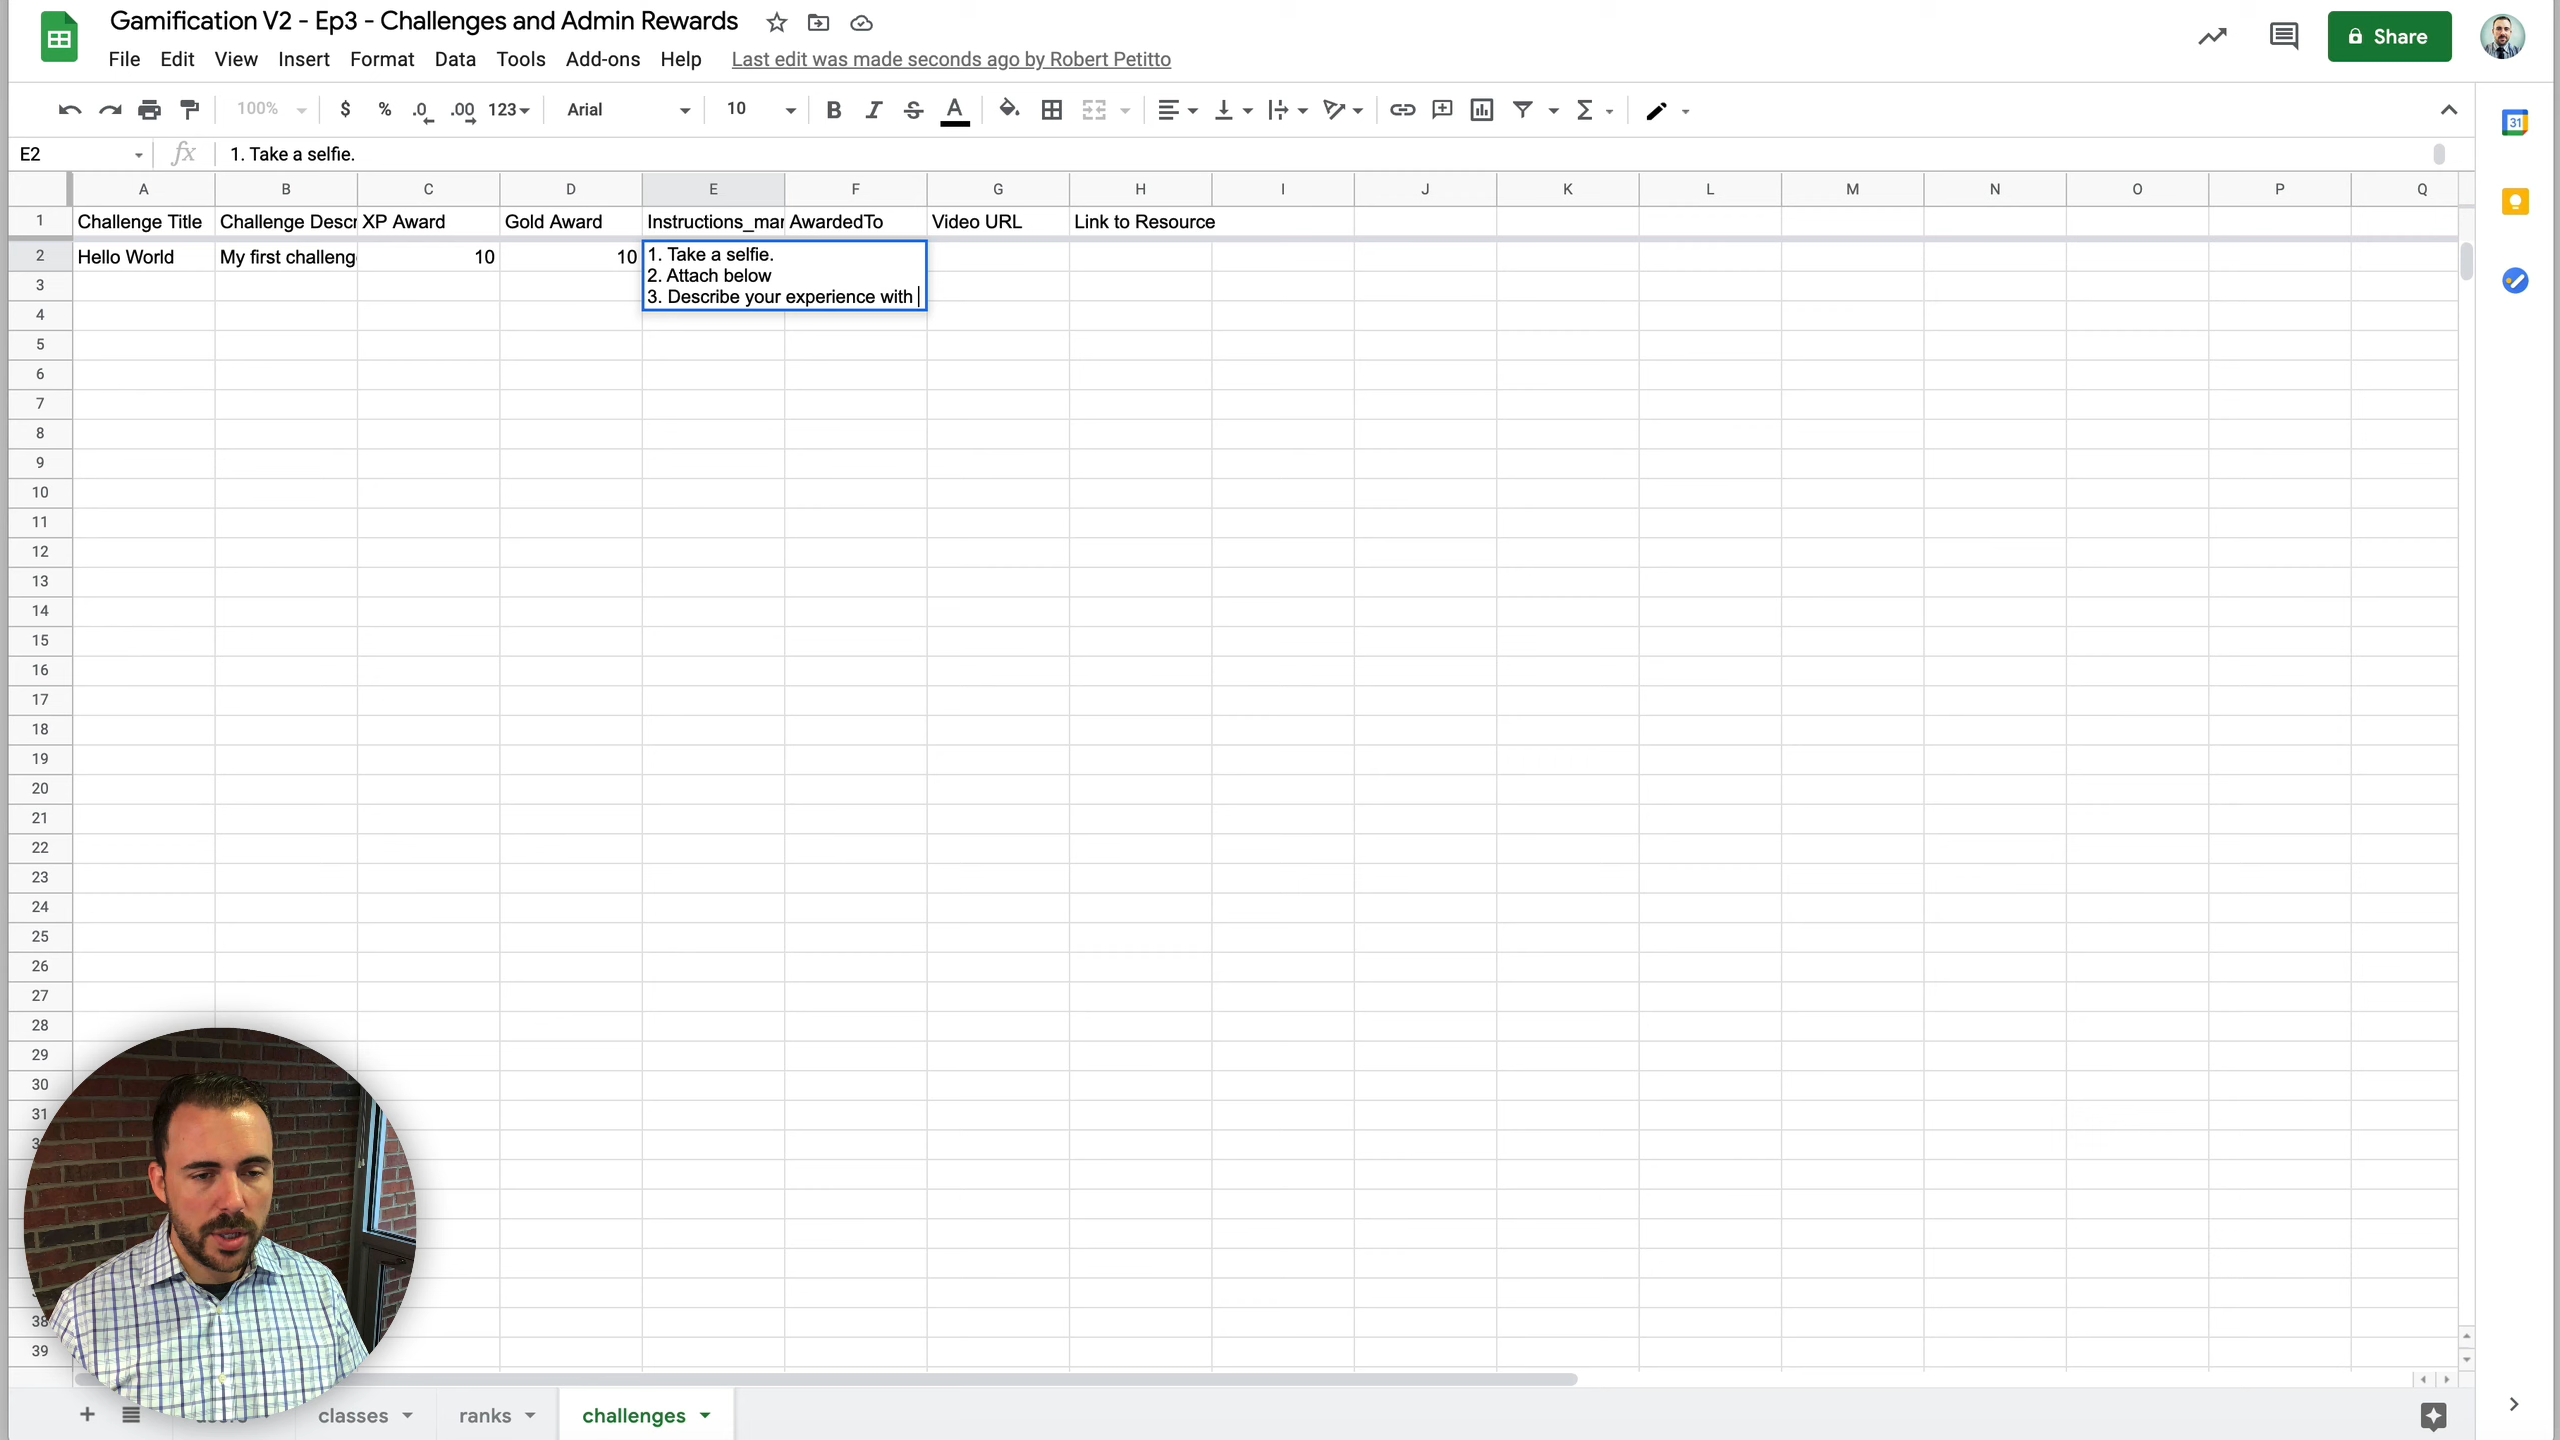 Gamification V2 - Ep3 - Challenges and Admin Rewards
Share
File Edit View Insert Format Data Tools Add-ons Help Last edit was made seconds ago by Robert Petitto
100% $ % .0 .00 123 Arial 10 B I S A
31
E2 fx 1. Take a selfie.
A B C D E F G H I J K L M N O P Q
1 Challenge Title Challenge Descr XP Award Gold Award Instructions_mar AwardedTo Video URL Link to Resource
2 Hello World My first challeng 10 10 1. Take a selfie.
2. Attach below
3 3. Describe your experience with
4
5
6
7
8
9
10
11
12
13
14
15
16
17
18
19
20
21
22
23
24
25
26
27
28
29
30
31
38
39
classes ranks challenges